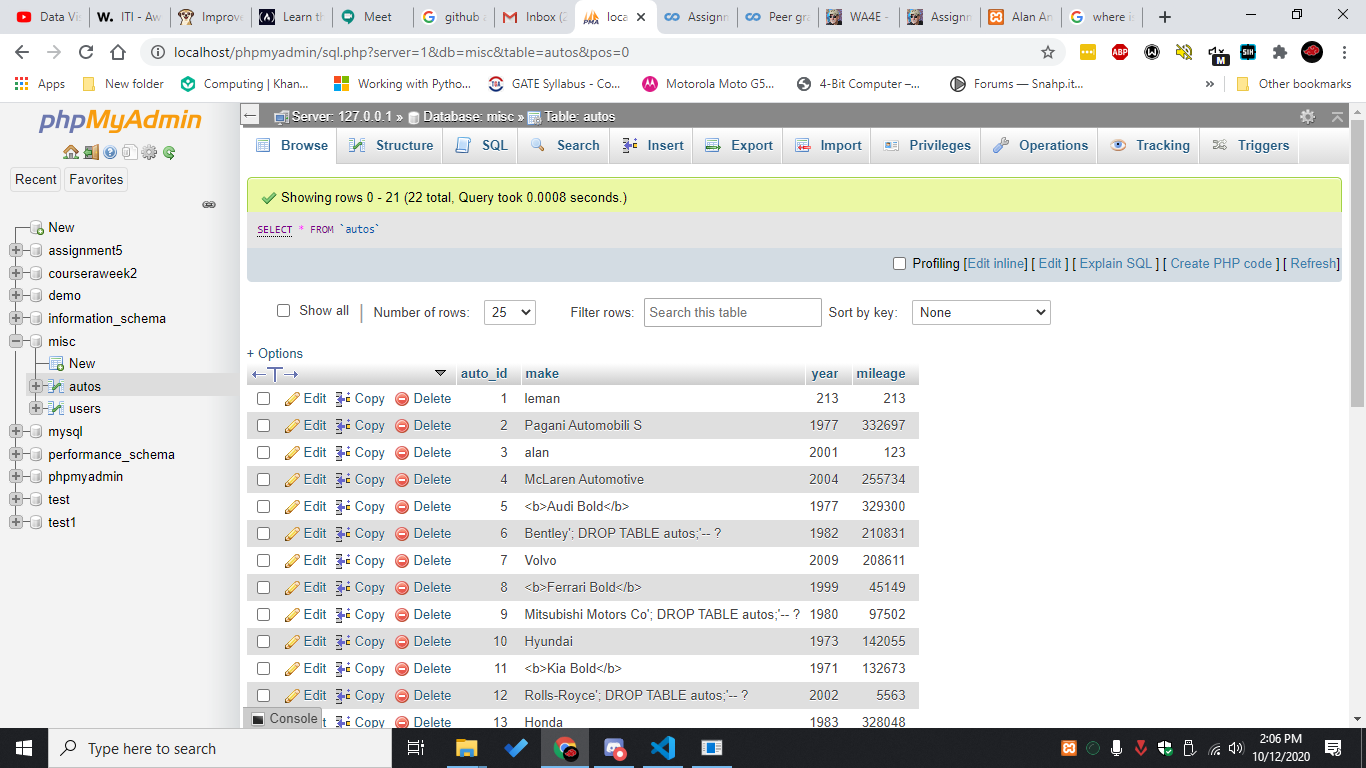 Data Vis
W. ITI - Aw
Improve
Learn th
Meet
github a
Inbox (2
loca
Assignm
Peer gra
WA4E -
Assignm
Alan An
where is
localhost/phpmyadmin/sql.php?server=1&db=misc&table=autos&pos=0
ABP
M
Apps
New folder
Computing | Khan...
Working with Pytho...
GATE Syllabus - Co...
Motorola Moto G5...
4-Bit Computer –...
Forums — Snahp.it...
»
Other bookmarks
phpMyAdmin
Recent
Favorites
New
assignment5
courseraweek2
demo
information_schema
misc
New
autos
users
mysql
performance_schema
phpmyadmin
test
test1
Server: 127.0.0.1 » Database: misc » Table: autos
Browse
Structure
SQL
Search
Insert
Export
Import
Privileges
Operations
Tracking
Triggers
Showing rows 0 - 21 (22 total, Query took 0.0008 seconds.)
SELECT * FROM `autos`
Profiling [Edit inline] [ Edit ] [ Explain SQL ] [ Create PHP code ] [ Refresh]
Show all | Number of rows: 25 Filter rows: Search this table Sort by key: None
+ Options
auto_id make year mileage
Edit Copy Delete 1 leman 213 213
Edit Copy Delete 2 Pagani Automobili S 1977 332697
Edit Copy Delete 3 alan 2001 123
Edit Copy Delete 4 McLaren Automotive 2004 255734
Edit Copy Delete 5 <b>Audi Bold</b> 1977 329300
Edit Copy Delete 6 Bentley'; DROP TABLE autos;'-- ? 1982 210831
Edit Copy Delete 7 Volvo 2009 208611
Edit Copy Delete 8 <b>Ferrari Bold</b> 1999 45149
Edit Copy Delete 9 Mitsubishi Motors Co'; DROP TABLE autos;'-- ? 1980 97502
Edit Copy Delete 10 Hyundai 1973 142055
Edit Copy Delete 11 <b>Kia Bold</b> 1971 132673
Edit Copy Delete 12 Rolls-Royce'; DROP TABLE autos;'-- ? 2002 5563
Copy Delete 13 Honda 1983 328048
Console
Type here to search
2:06 PM
10/12/2020